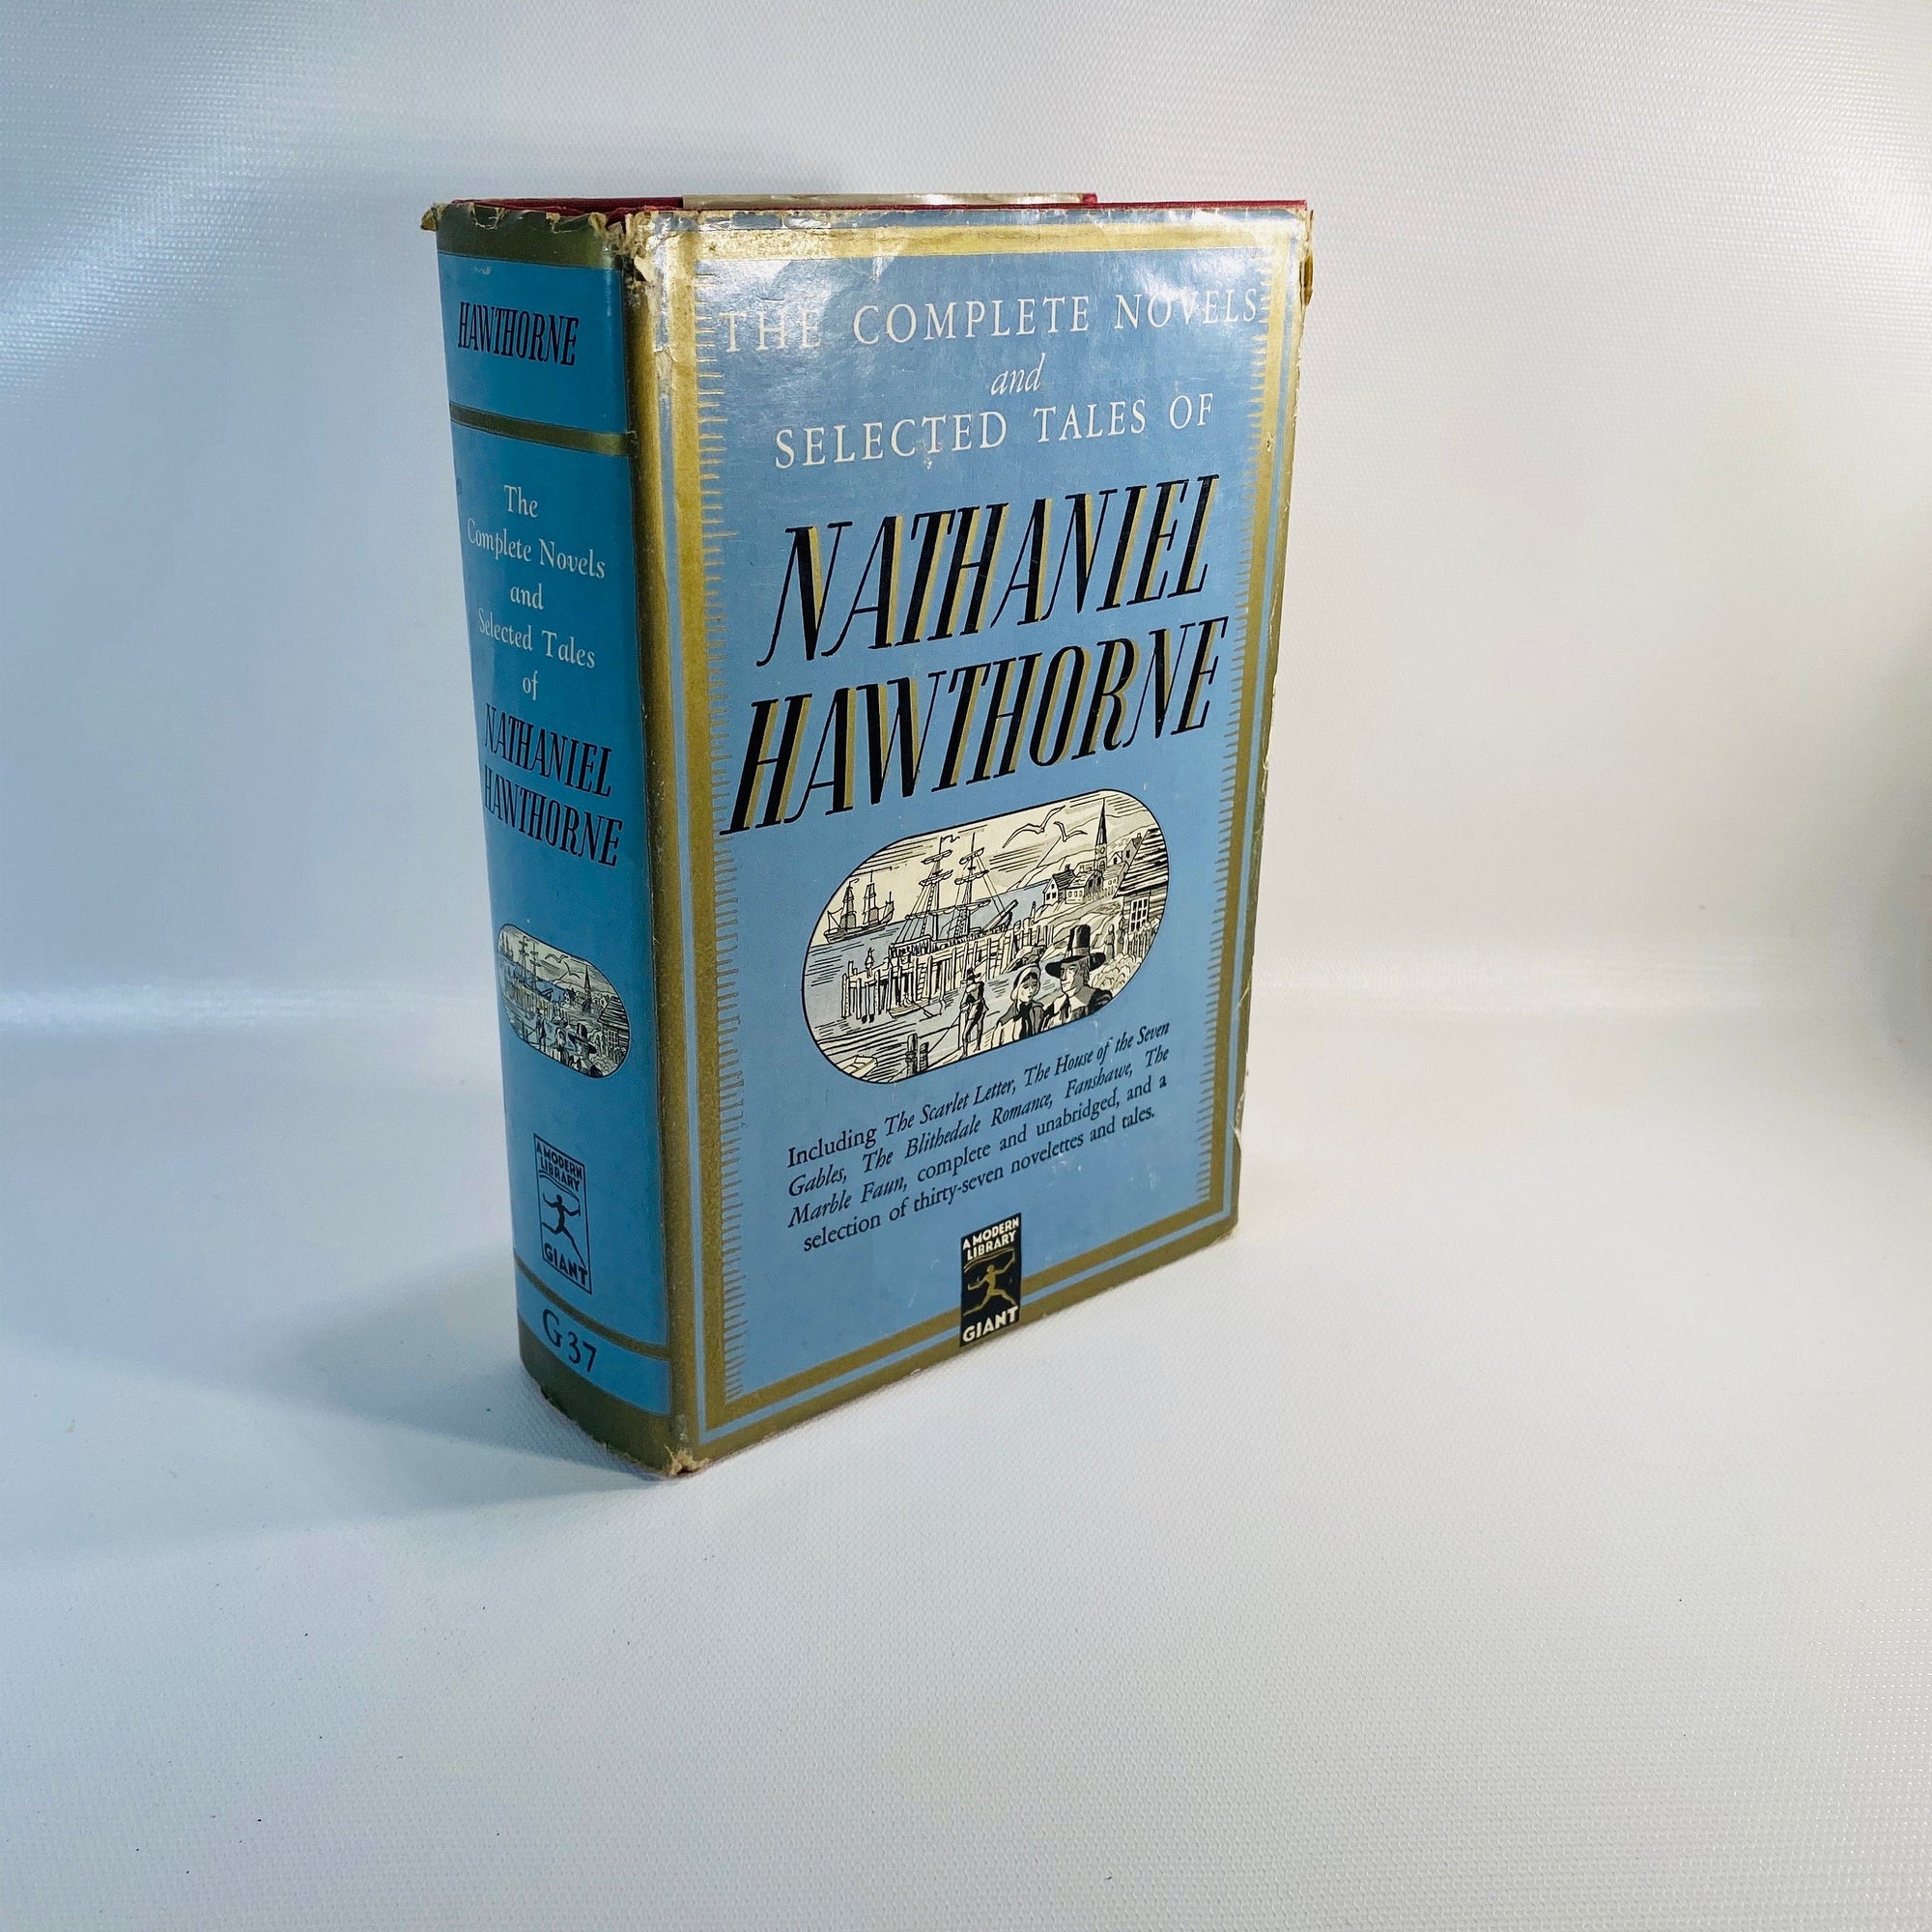 HAWTHORNE
The
Complete Novels
and
Selected Tales
of
NATHANIEL
HAWTHORNE
A MODERN
LIBRARY
GIANT
G 37
THE COMPLETE NOVELS
and
SELECTED TALES OF
NATHANIEL
HAWTHORNE
Including The Scarlet Letter, The House of the Seven
Gables, The Blithedale Romance, Fanshawe, The
Marble Faun, complete and unabridged, and a
selection of thirty-seven novelettes and tales.
A MODERN
LIBRARY
GIANT